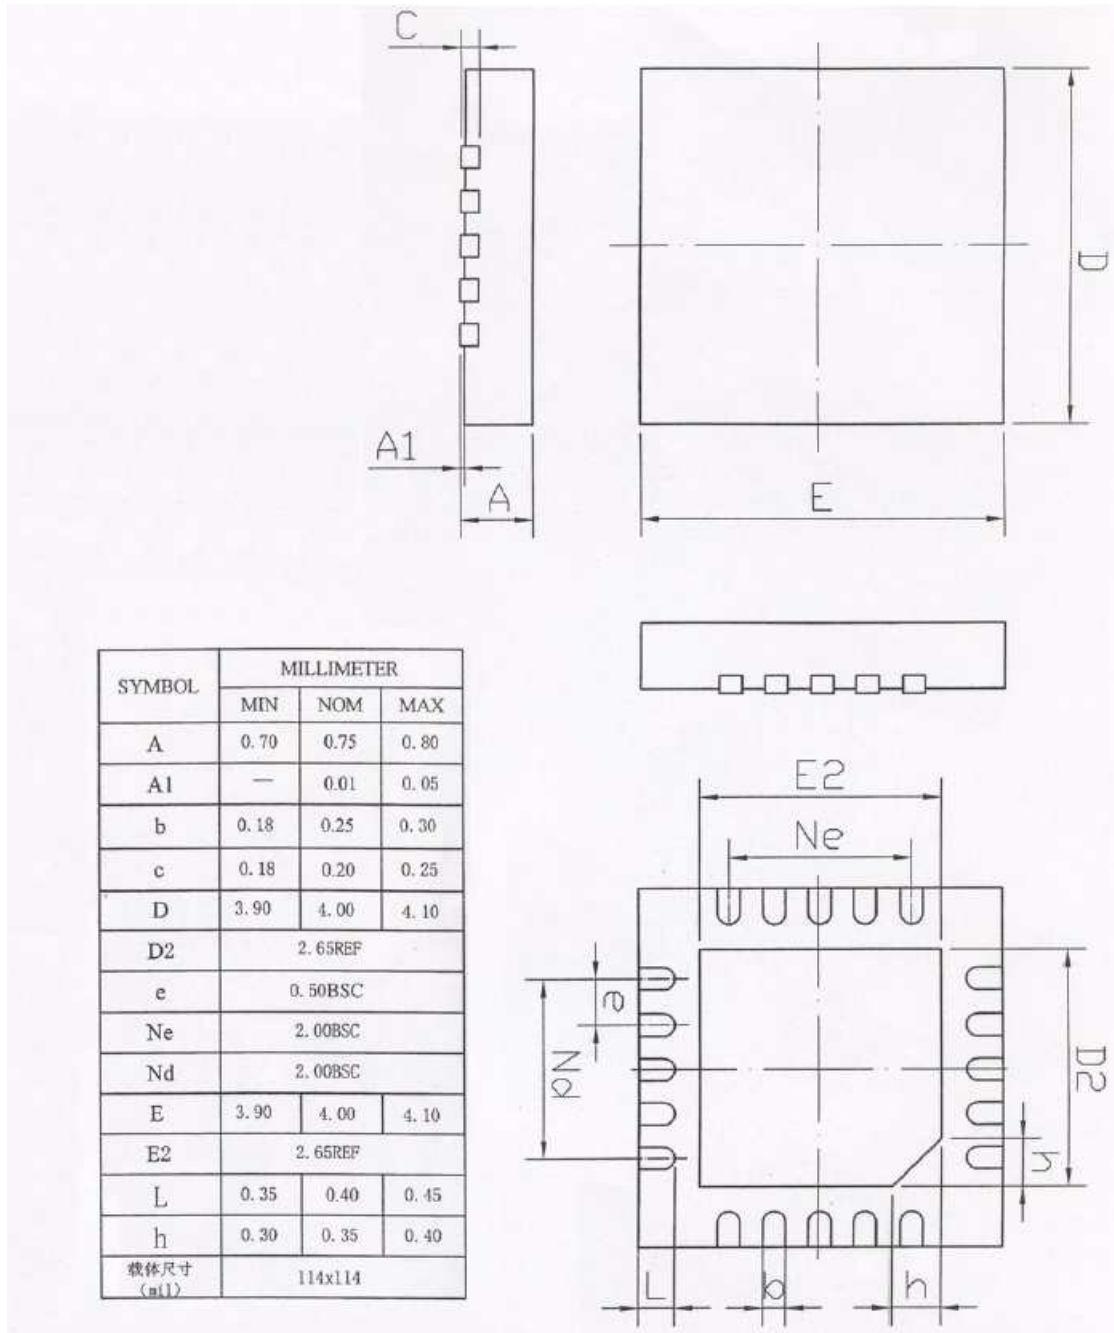 C
D
A1
A
E
SYMBOL MILLIMETER
MIN NOM MAX
A 0.70 0.75 0.80
A1 — 0.01 0.05
b 0.18 0.25 0.30
c 0.18 0.20 0.25
D 3.90 4.00 4.10
D2 2.65REF
e 0.50BSC
Ne 2.00BSC
Nd 2.00BSC
E 3.90 4.00 4.10
E2 2.65REF
L 0.35 0.40 0.45
h 0.30 0.35 0.40
载体尺寸
(mil) 114x114
E2
Ne
e
Nd
D2
h
L
b
h